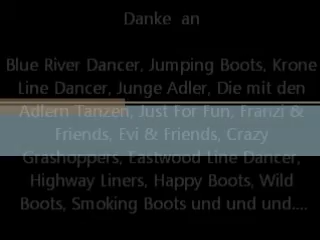 Danke an
Blue River Dancer, Jumping Boots, Krone
Line Dancer, Junge Adler, Die mit den
Adlern Tanzen, Just For Fun, Franzi &
Friends, Evi & Friends, Crazy
Grashoppers, Eastwood Line Dancer,
Highway Liners, Happy Boots, Wild
Boots, Smoking Boots und und und....